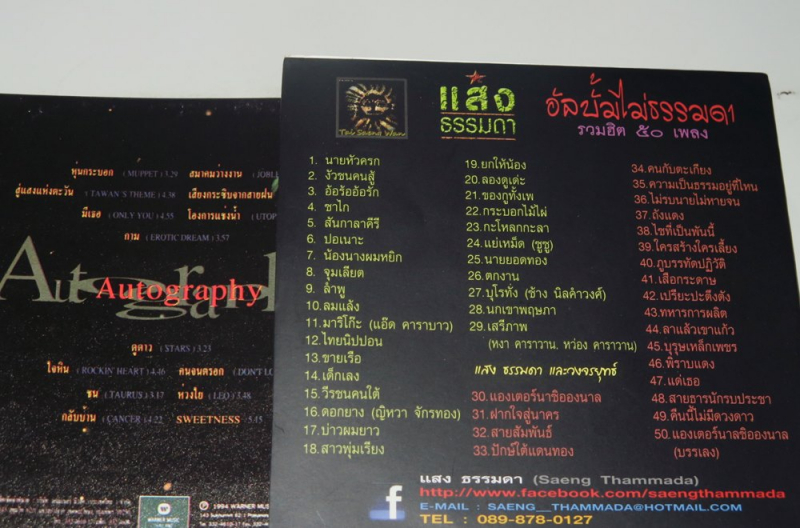 หุ่นกระบอก ( MUPPET ) 3.29 สมาคมว่างงาน
สู่แสงแห่งตะวัน ( TAWAN'S THEME ) 4.38 เสียงกระซิบจากสายฝน
มีเธอ ( ONLY YOU ) 4.55 โองการแช่งน้ำ
กาม ( EROTIC DREAM ) 3.57
Autography
ดูดาว ( STARS ) 3.23
ใจหิน ( ROCKIN' HEART ) 4.46 คนจนตรอก
ชน ( TAURUS ) 3.17 ห่วงใย ( LEO ) 3.48
กลับบ้าน ( CANCER ) 4.22 SWEETNESS 5.45
WARNER MUSIC
1994 WARNER
Tai Saeng Wan
แสง
ธรรมดา
อัลบั้มไม่ธรรมดา
รวมฮิต ๕๐ เพลง
1. นายหัวครก
2. งัวชนคนสู้
3. อ้อร้ออ้อรัก
4. ซาไก
5. สันกาลาคีรี
6. ปอเนาะ
7. น้องนางผมหยิก
8. จุมเลียต
9. ลำพู
10. ลมแล้ง
11. มารีโก๊ะ (แอ๊ด คาราบาว)
12. ไทยนิปปอน
13. ขายเรือ
14. เด็กเลง
15. วีรชนคนใต้
16. ดอกยาง (ญิหวา จักรทอง)
17. บ่าวผมยาว
18. สาวพุ่มเรียง
19. ยกให้น้อง
20. ลองตูเด่ะ
21. ของกูทั้งเพ
22. กระบอกไม้ไผ่
23. กะโหลกกะลา
24. แย่เหม็ด (ซูซู)
25. นายยอดทอง
26. ตกงาน
27. บุโรทั่ง (ช้าง นิลคำวงศ์)
28. นกเขาพฤษภา
29. เสรีภาพ
(หงา คาราวาน. หว่อง คาราวาน)
แสง ธรรมดา และวงจรยุทธ์
30. แองเตอร์นาซิอองนาล
31. ฝากใจสู่นาคร
32. สายสัมพันธ์
33. ปักษ์ใต้แดนทอง
34. คนกับตะเกียง
35. ความเป็นธรรมอยู่ที่ไหน
36. ไม่รบนายไม่หายจน
37. ถังแดง
38. ไซที่เป็นพันนี้
39. ใครสร้างใครเลี้ยง
40. ภูบรรทัดปฏิวัติ
41. เสือกระดาษ
42. เปรียะปะดึงดัง
43. ทหารการผลิต
44. ลาแล้วเขาแก้ว
45. บุรุษเหล็กเพชร
46. พิราบแดง
47. แด่เธอ
48. สายธารนักรบประชา
49. คืนนี้ไม่มีดวงดาว
50. แองเตอร์นาซิอองนาล
(บรรเลง)
แสง ธรรมดา (Saeng Thammada)
http://www.facebook.com/saengthammada
E-MAIL : SAENG_THAMMADA@HOTMAIL.COM
TEL : 089-878-0127